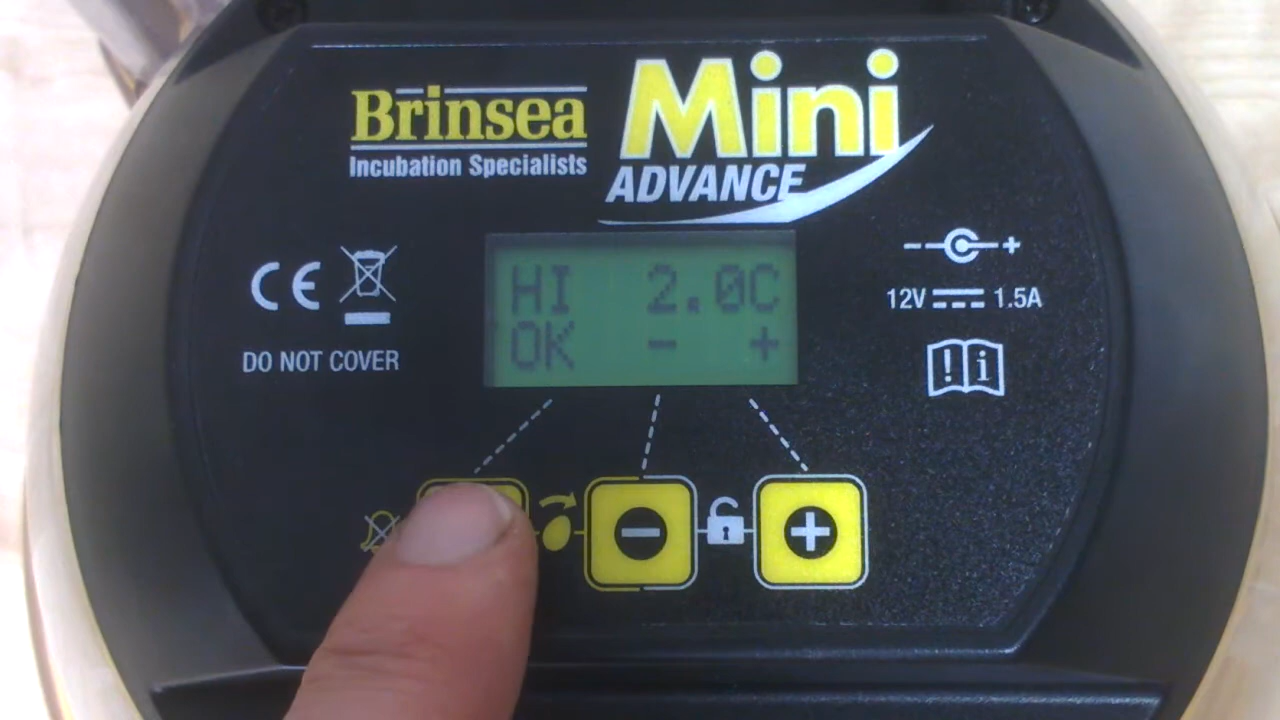 Brinsea
Incubation Specialists
Mini
ADVANCE
CE
DO NOT COVER
HI 2.0C
OK - +
- +
12V 1.5A
! i
- +